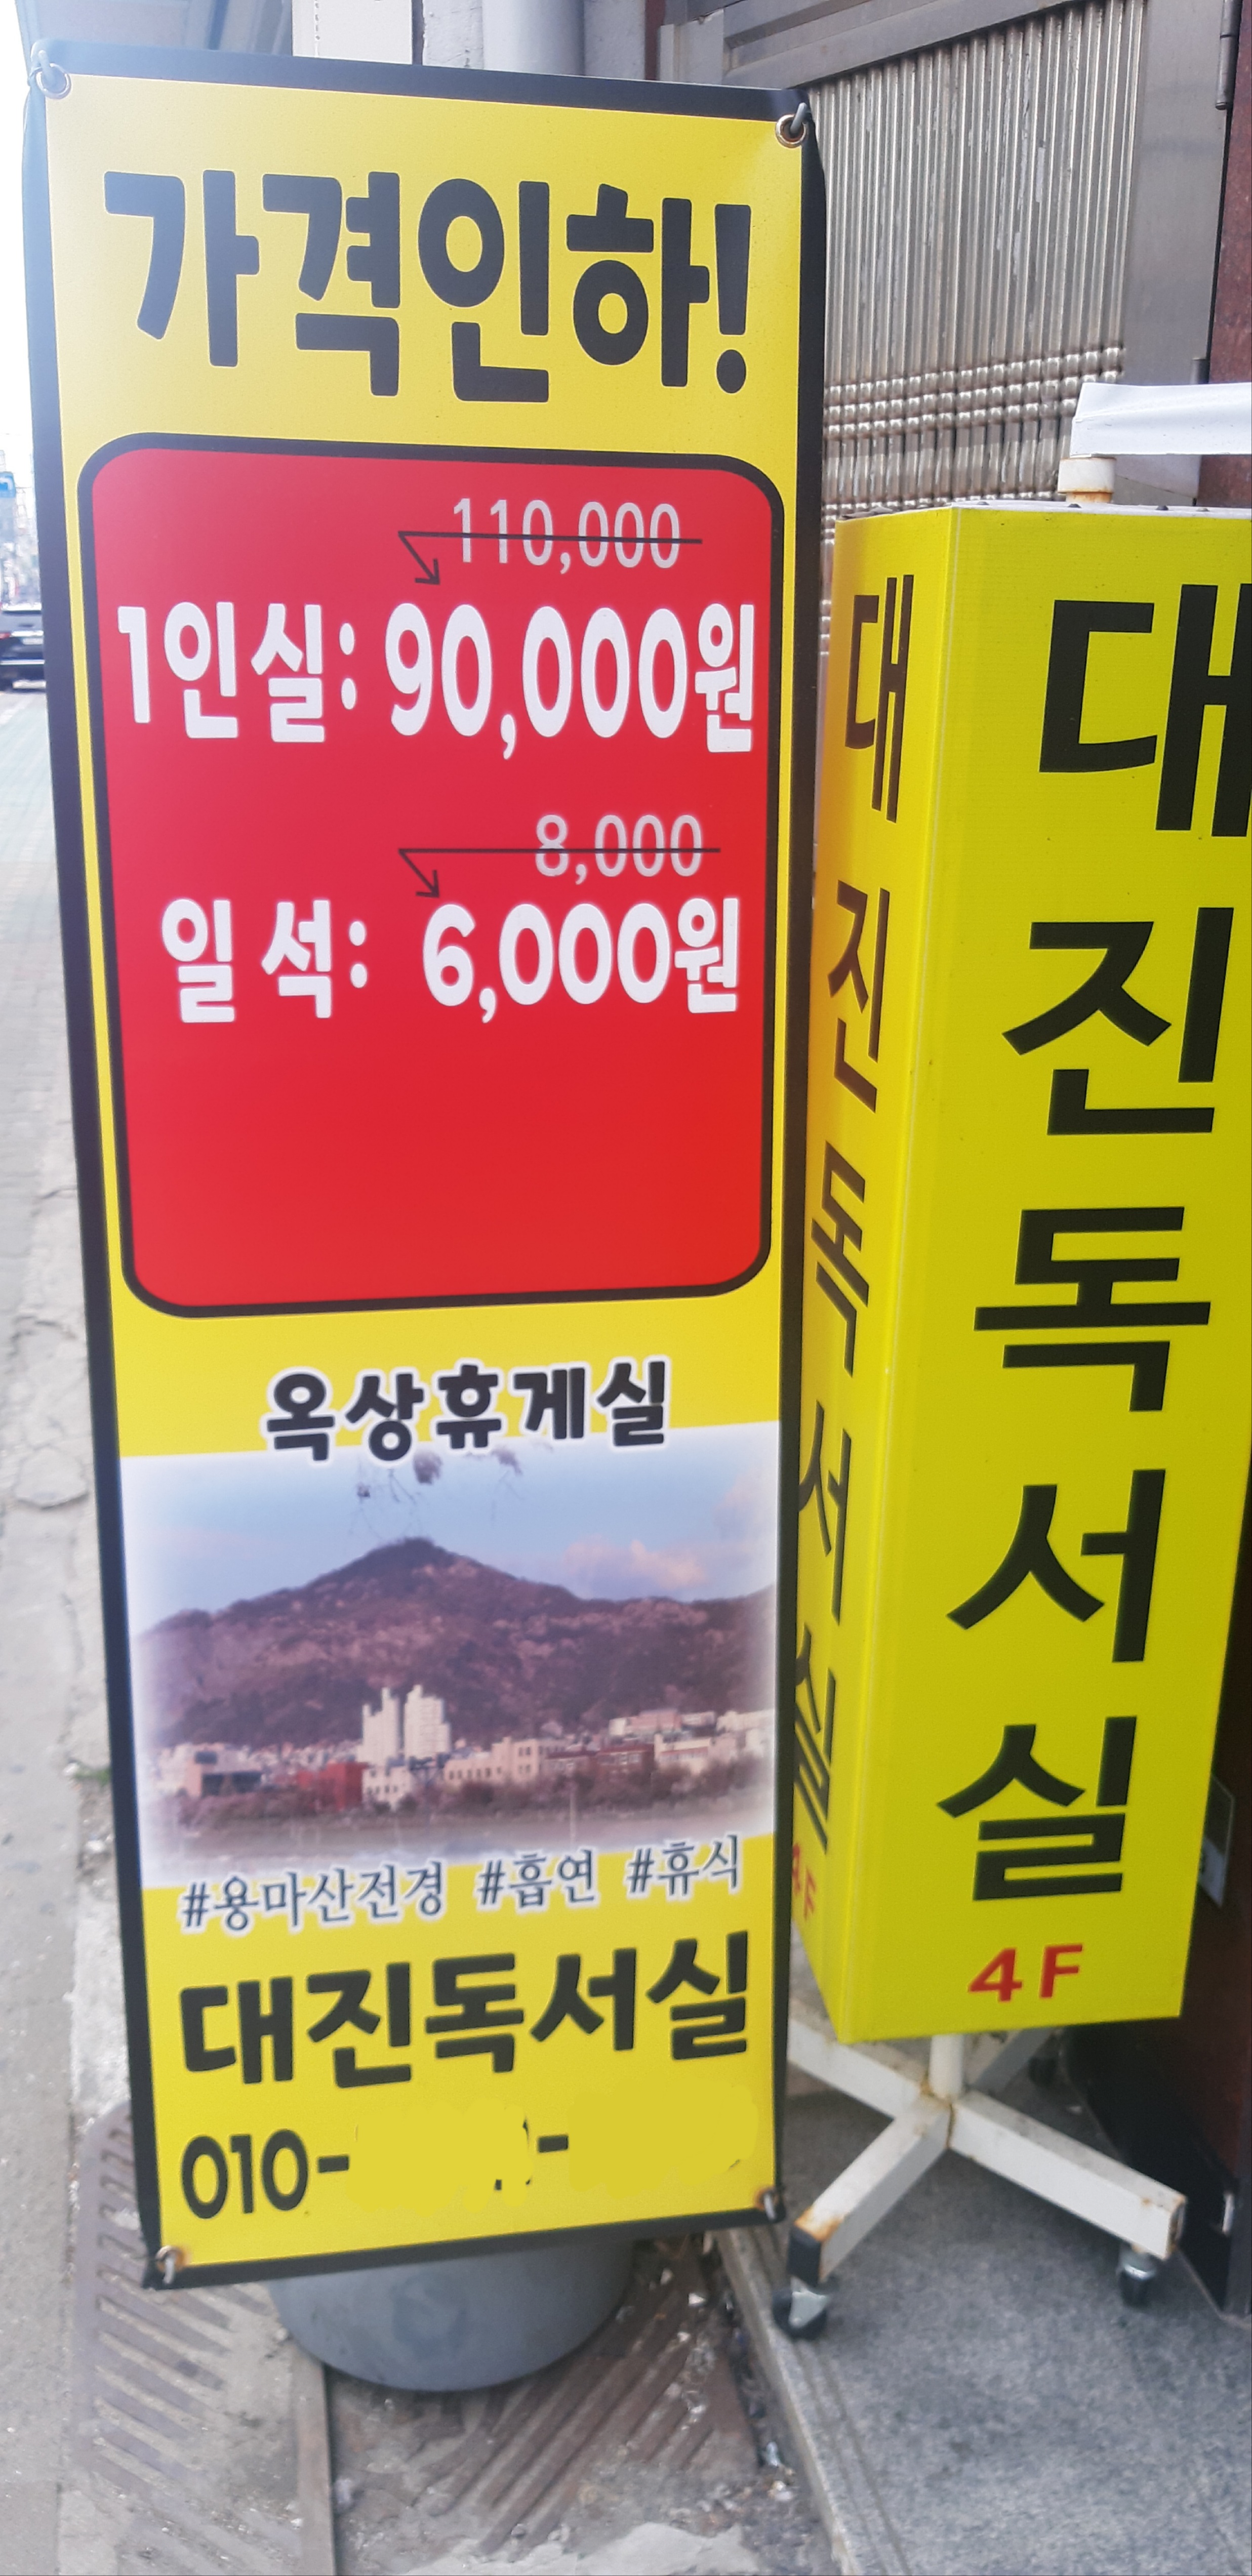 가격인하!
110,000
1인실: 90,000원
8,000
일석: 6,000원
옥상휴게실
#용마산전경 #흡연 #휴식
대진독서실
010-
대진독서실
4F
대진독서실
4F